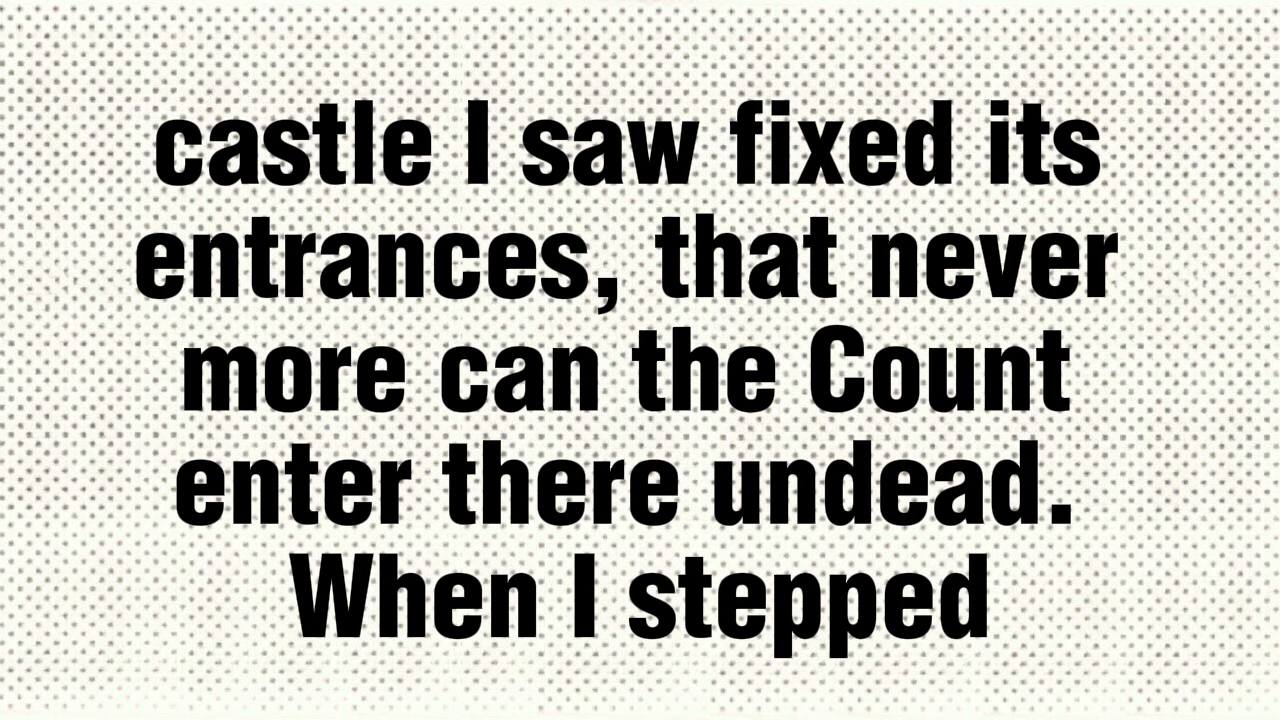 castle I saw fixed its
entrances, that never
more can the Count
enter there undead.
When I stepped